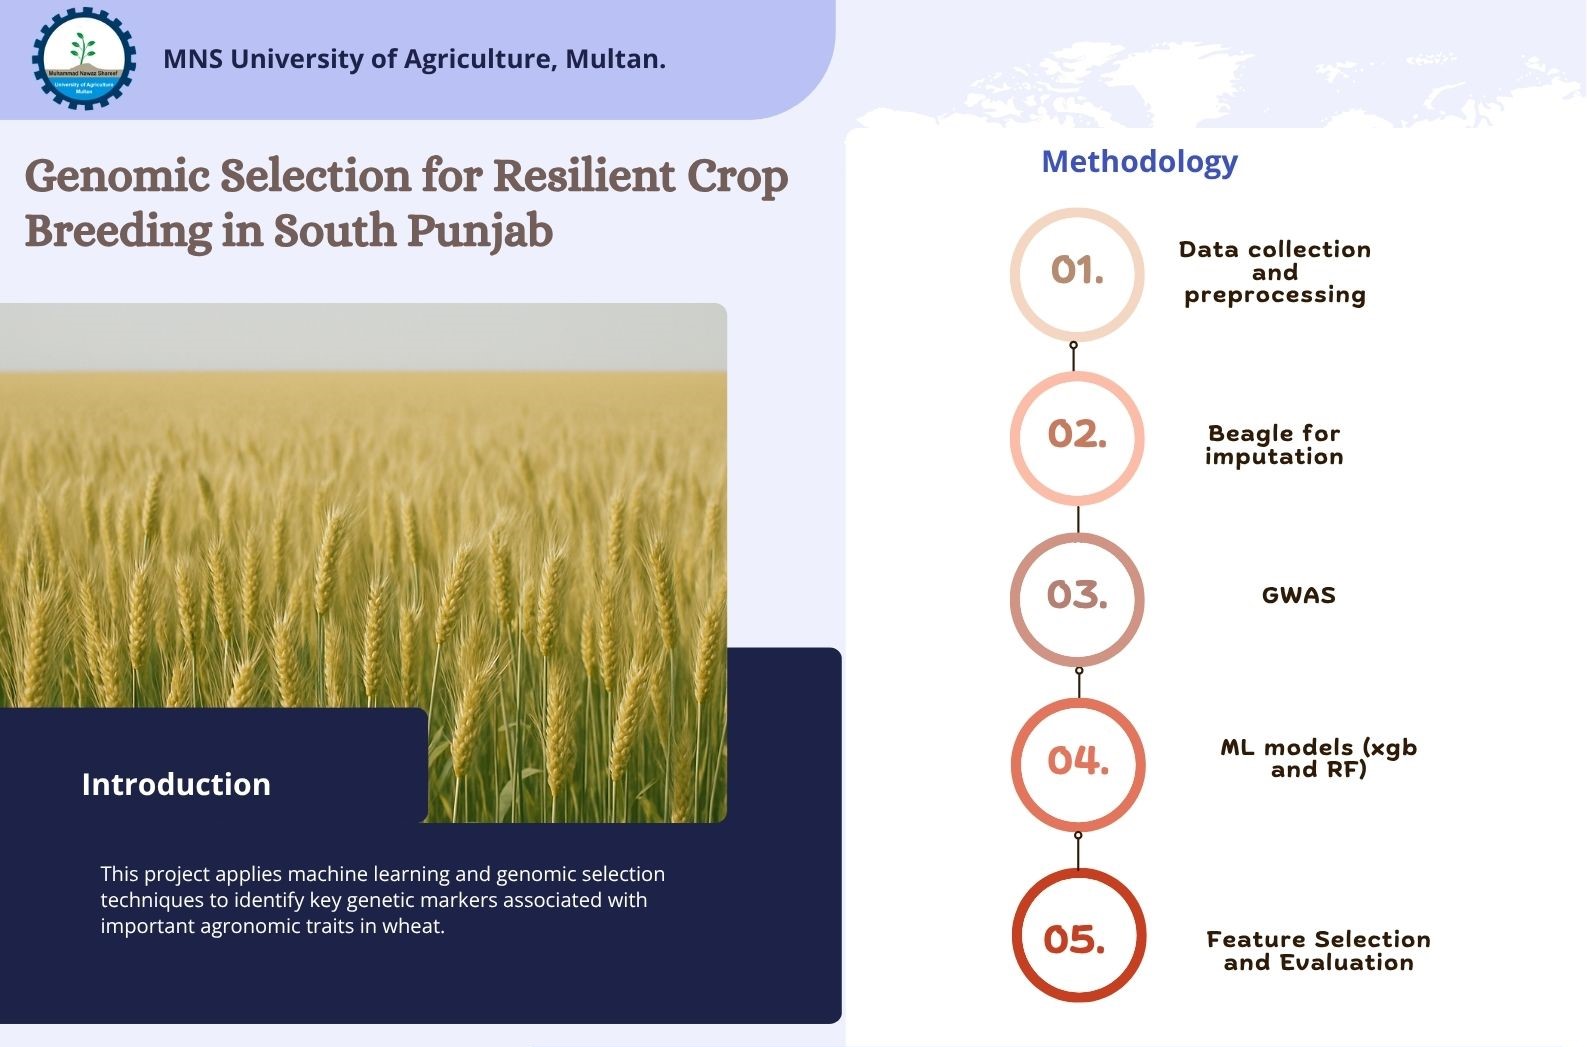 Muhammad Nawaz Shareef
University of Agriculture
Multan
MNS University of Agriculture, Multan.
Genomic Selection for Resilient Crop
Breeding in South Punjab
Introduction
This project applies machine learning and genomic selection
techniques to identify key genetic markers associated with
important agronomic traits in wheat.
Methodology
01.
Data collection
and
preprocessing
02.
Beagle for
imputation
03.
GWAS
04.
ML models (xgb
and RF)
05.
Feature Selection
and Evaluation